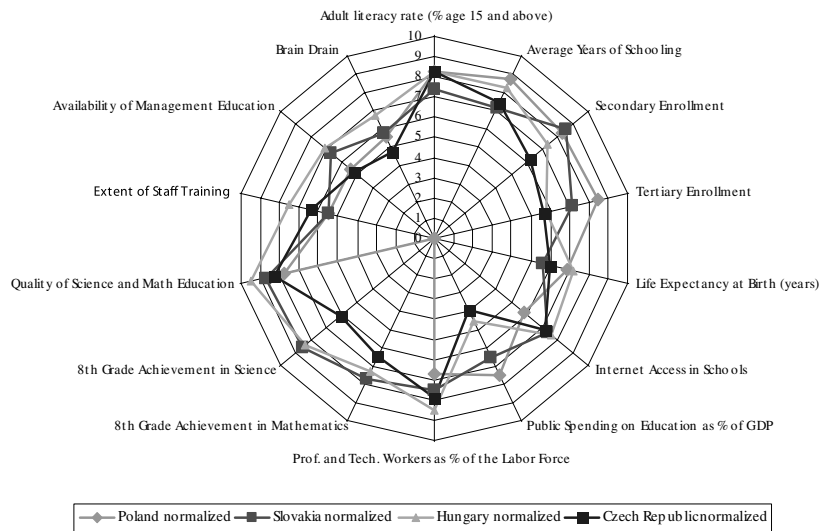 Adult literacy rate (% age 15 and above)
10
Brain Drain
9
Average Years of Schooling
8
7
Availability of Management Education
6
Secondary Enrollment
5
4
3
Extent of Staff Training
2
Tertiary Enrollment
1
0
Quality of Science and Math Education
Life Expectancy at Birth (years)
8th Grade Achievement in Science
Internet Access in Schools
8th Grade Achievement in Mathematics
Public Spending on Education as % of GDP
Prof. and Tech. Workers as % of the Labor Force
Poland normalized Slovakia normalized Hungary normalized Czech Republic normalized